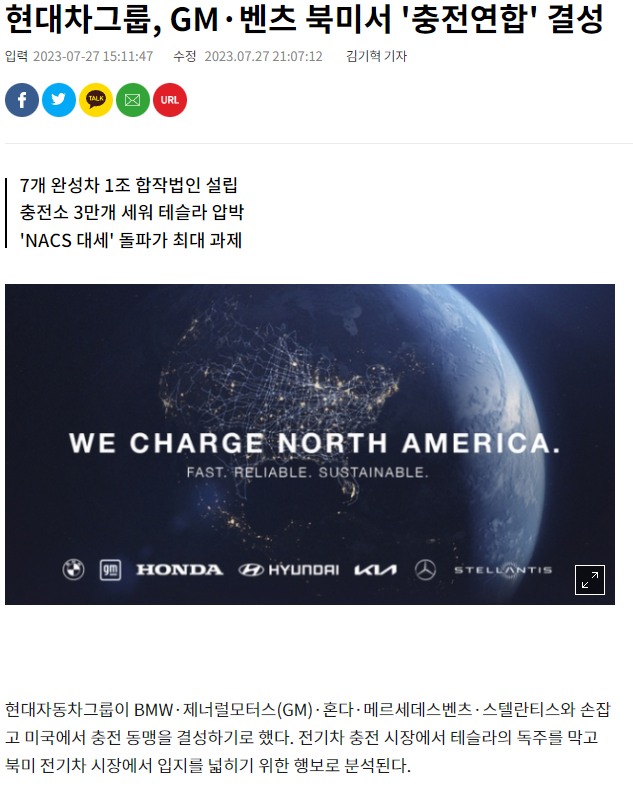 현대차그룹, GM·벤츠 북미서 '충전연합' 결성
입력 2023-07-27 15:11:47 수정 2023.07.27 21:07:12 김기혁 기자
f TALK URL
7개 완성차 1조 합작법인 설립
충전소 3만개 세워 테슬라 압박
'NACS 대세' 돌파가 최대 과제
WE CHARGE NORTH AMERICA.
FAST. RELIABLE. SUSTAINABLE.
BMW gm HONDA HYUNDAI KIA STELLANTIS
현대자동차그룹이 BMW·제너럴모터스(GM)·혼다·메르세데스벤츠·스텔란티스와 손잡
고 미국에서 충전 동맹을 결성하기로 했다. 전기차 충전 시장에서 테슬라의 독주를 막고
북미 전기차 시장에서 입지를 넓히기 위한 행보로 분석된다.